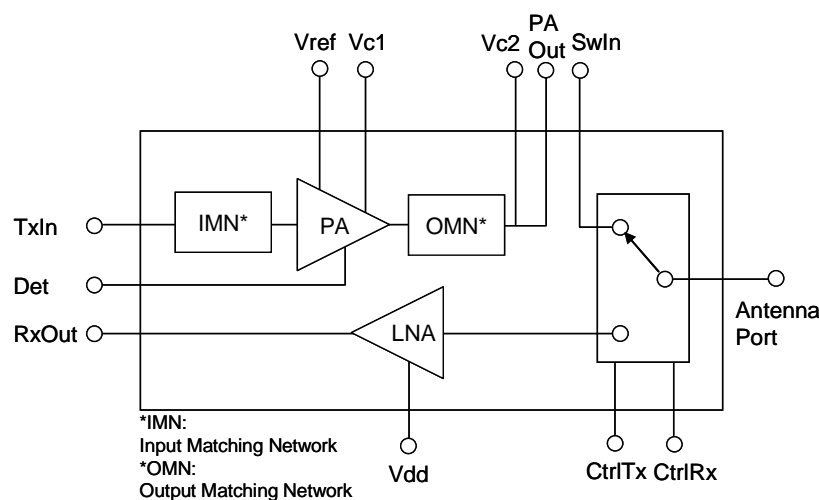 Vref
Vc1
Vc2
PA
Out
SwIn
TxIn
IMN*
PA
OMN*
Det
RxOut
LNA
Antenna
Port
*IMN:
Input Matching Network
*OMN:
Output Matching Network
Vdd
CtrlTx
CtrlRx